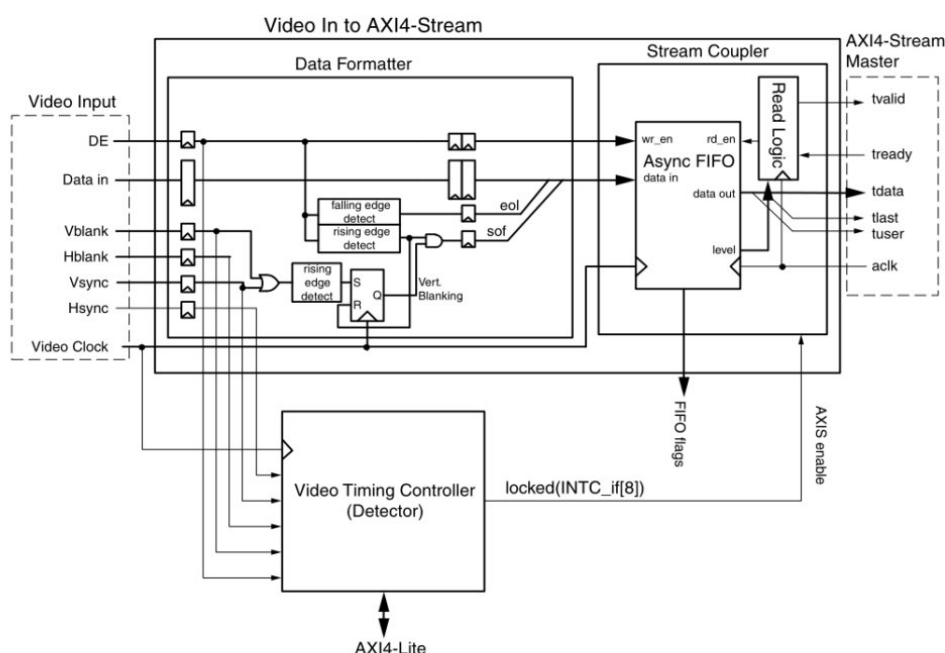 Video In to AXI4-Stream
Stream Coupler
AXI4-Stream
Master
Data Formatter
Video Input
DE
Data in
Vblank
Hblank
Vsync
Hsync
Video Clock
falling edge
detect
rising edge
detect
eol
sof
rising
edge
detect
S
Q
R
Vert.
Blanking
wr_en
rd_en
Async FIFO
data in
data out
level
Read Logic
tvalid
tready
tdata
tlast
tuser
aclk
FIFO flags
AXIS enable
Video Timing Controller
(Detector)
locked(INTC_if[8])
AXI4-Lite